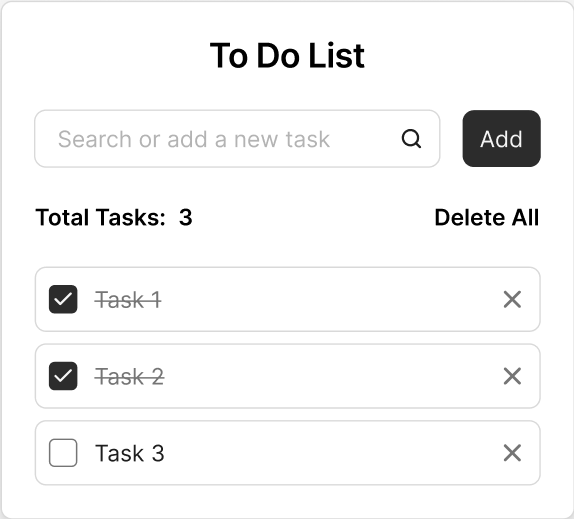 To Do List
Search or add a new task
Add
Total Tasks: 3
Delete All
Task 1
Task 2
Task 3